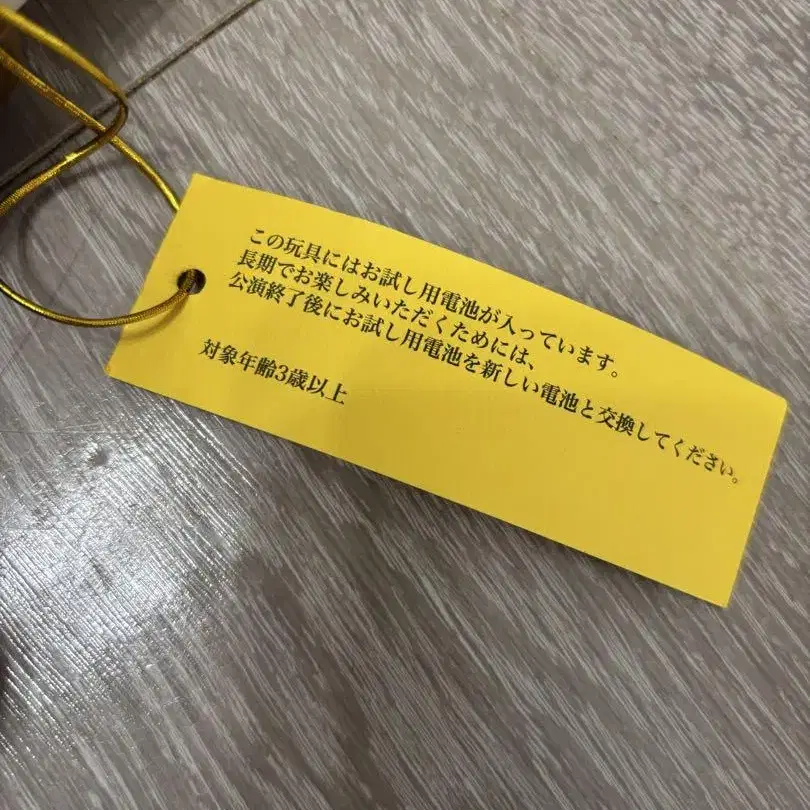 この玩具にはお試し用電池が入っています。
長期でお楽しみいただくためには、
公演終了後にお試し用電池を新しい電池と交換してください。
対象年齢3歳以上